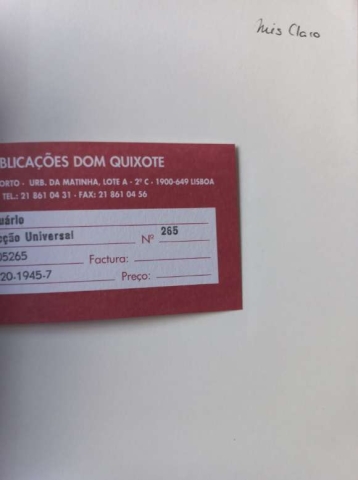 Inês Claro
BLICAÇÕES DOM QUIXOTE
ORTO - URB. DA MATINHA, LOTE A - 2º C - 1900-649 LISBOA
TEL.: 21 861 04 31 - FAX: 21 861 04 56
uário
cção Universal Nº 265
05265 Factura:
20-1945-7 Preço: